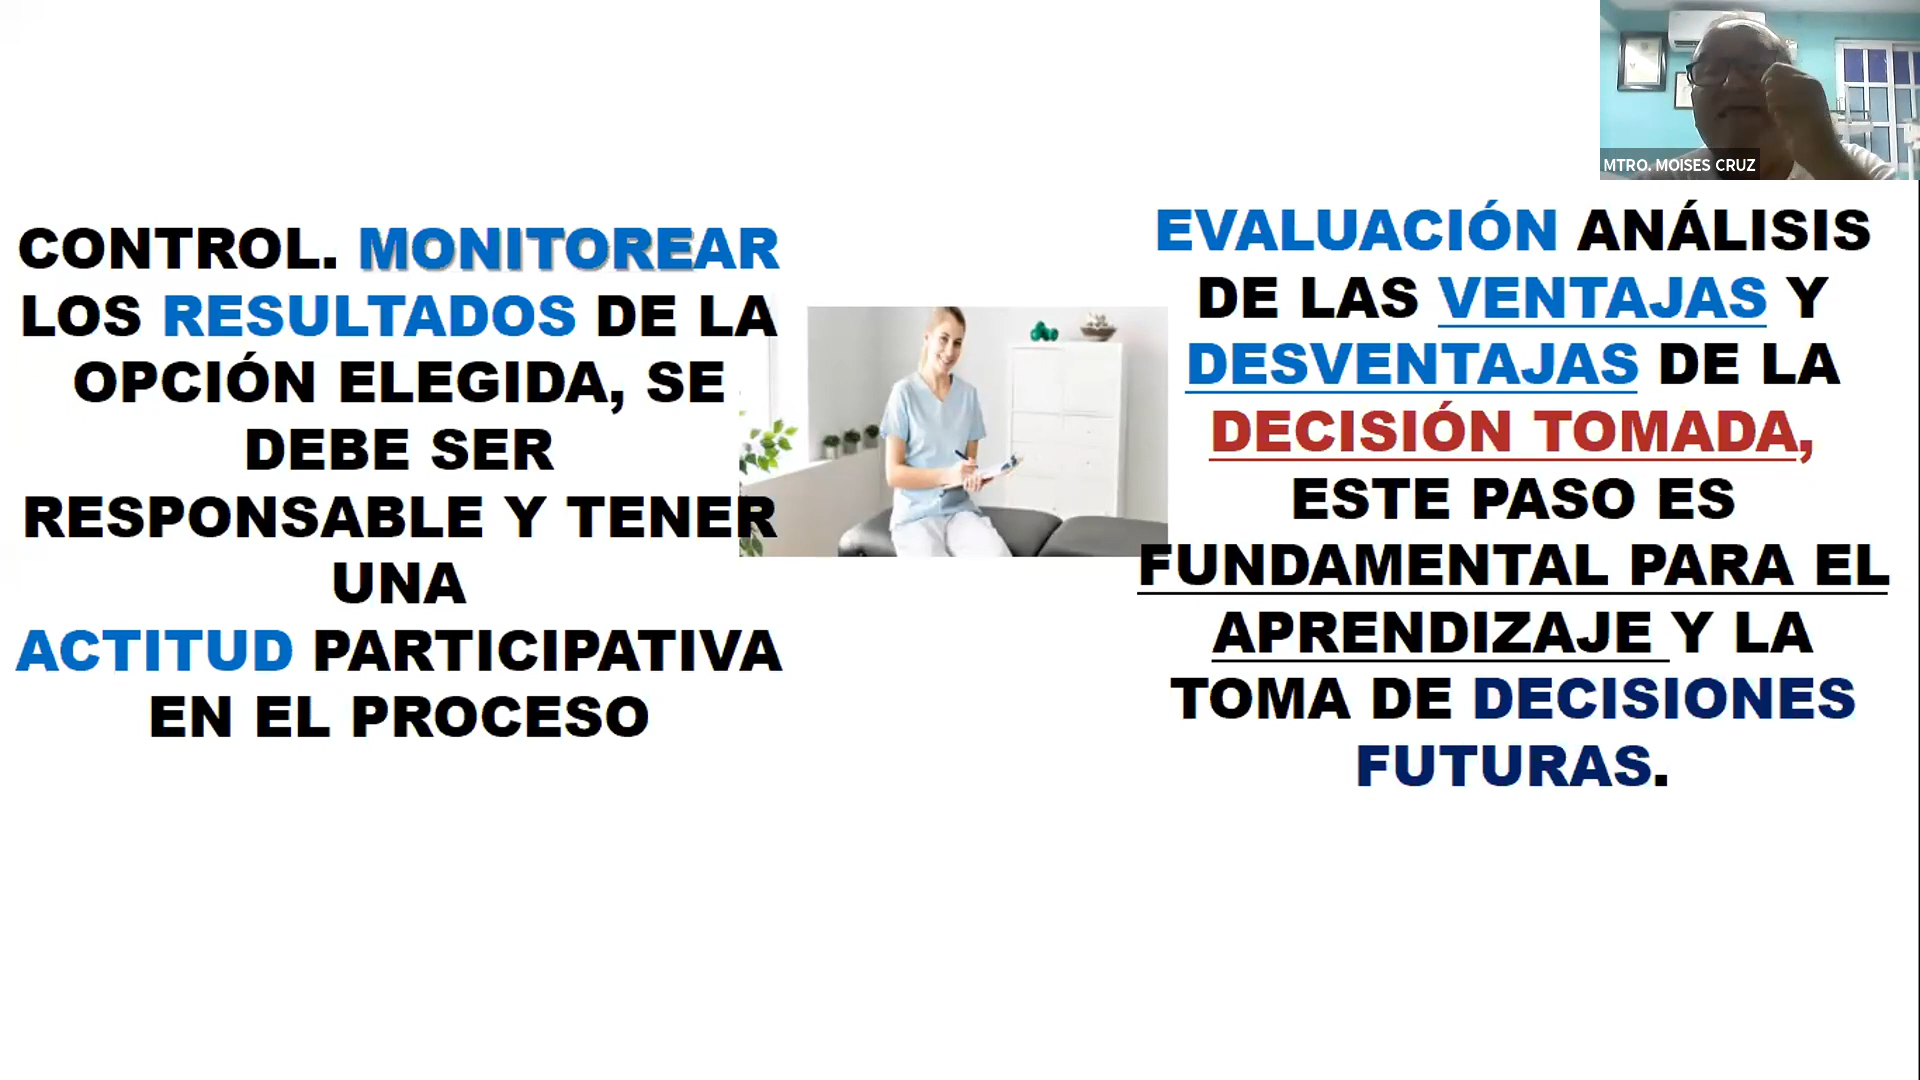 MTRO. MOISES CRUZ
CONTROL. MONITOREAR
LOS RESULTADOS DE LA
OPCIÓN ELEGIDA, SE
DEBE SER
RESPONSABLE Y TENER
UNA
ACTITUD PARTICIPATIVA
EN EL PROCESO
EVALUACIÓN ANÁLISIS
DE LAS VENTAJAS Y
DESVENTAJAS DE LA
DECISIÓN TOMADA,
ESTE PASO ES
FUNDAMENTAL PARA EL
APRENDIZAJE Y LA
TOMA DE DECISIONES
FUTURAS.